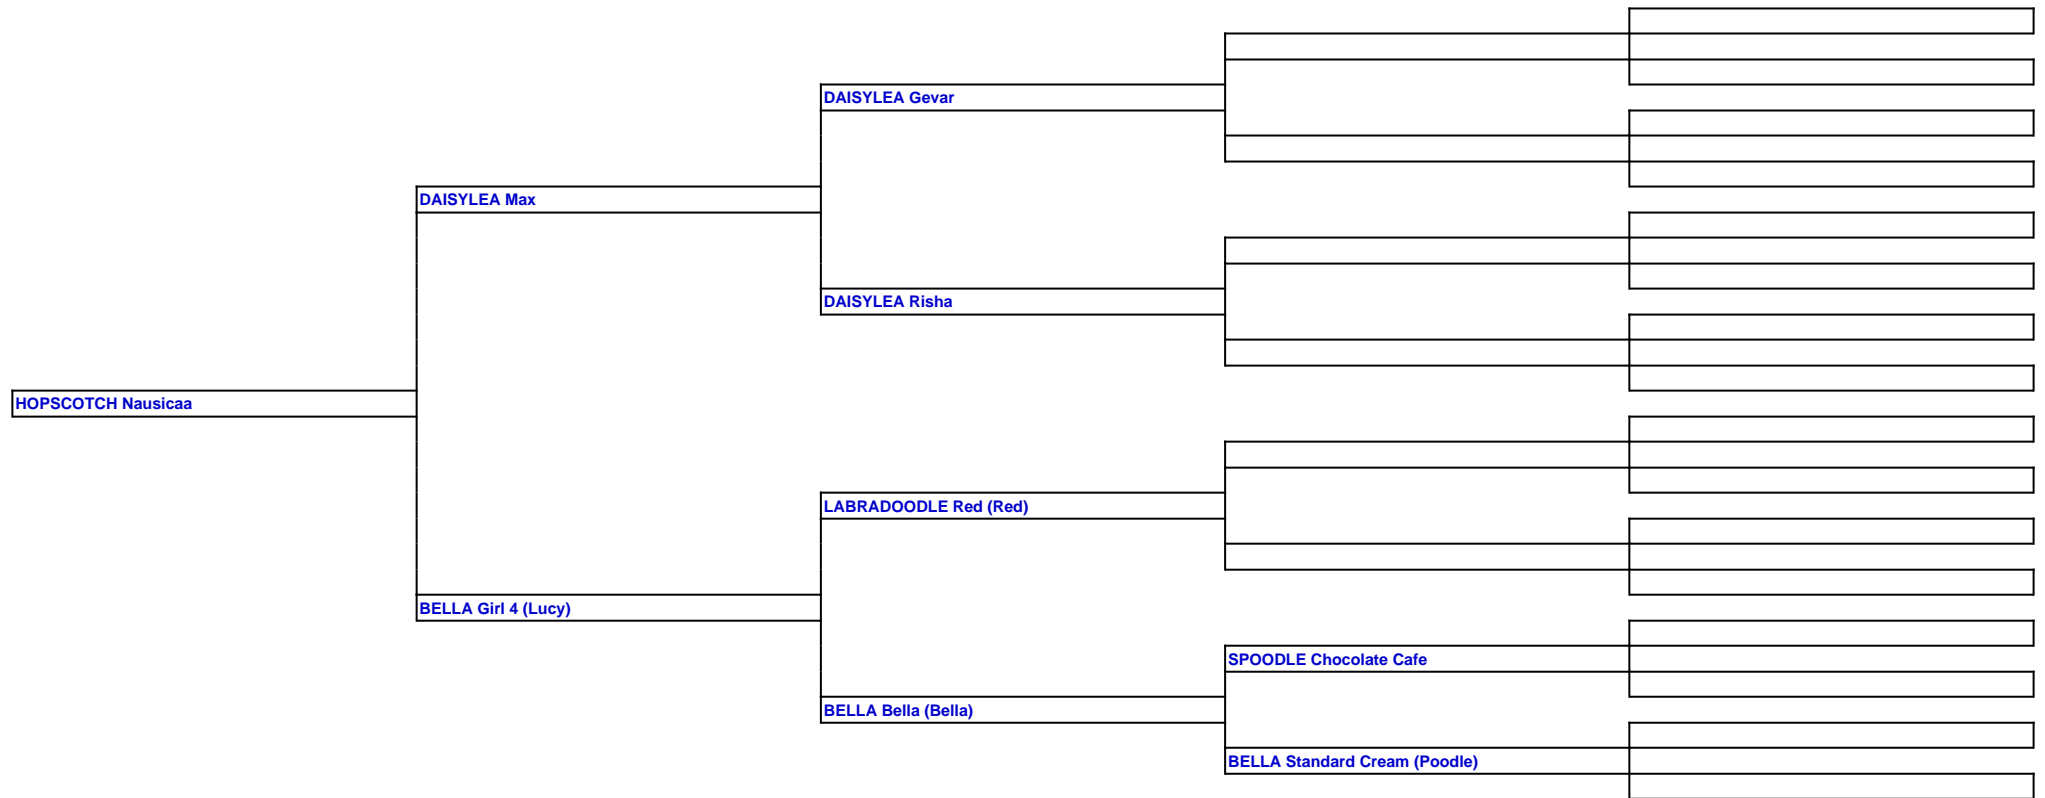 DAISYLEA Gevar
DAISYLEA Max
DAISYLEA Risha
HOPSCOTCH Nausicaa
LABRADOODLE Red (Red)
BELLA Girl 4 (Lucy)
SPOODLE Chocolate Cafe
BELLA Bella (Bella)
BELLA Standard Cream (Poodle)